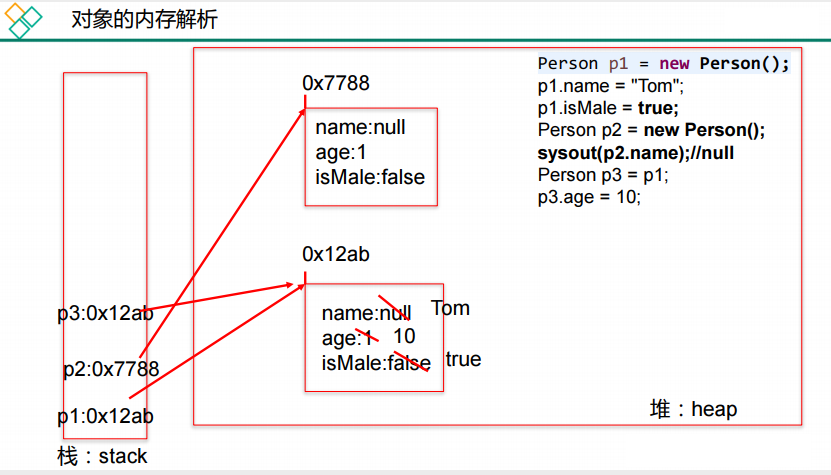 对象的内存解析
Person p1 = new Person();
p1.name = "Tom";
p1.isMale = true;
Person p2 = new Person();
sysout(p2.name);//null
Person p3 = p1;
p3.age = 10;
0x7788
name:null
age:1
isMale:false
0x12ab
name:null Tom
age:1 10
isMale:false true
p3:0x12ab
p2:0x7788
p1:0x12ab
堆：heap
栈：stack